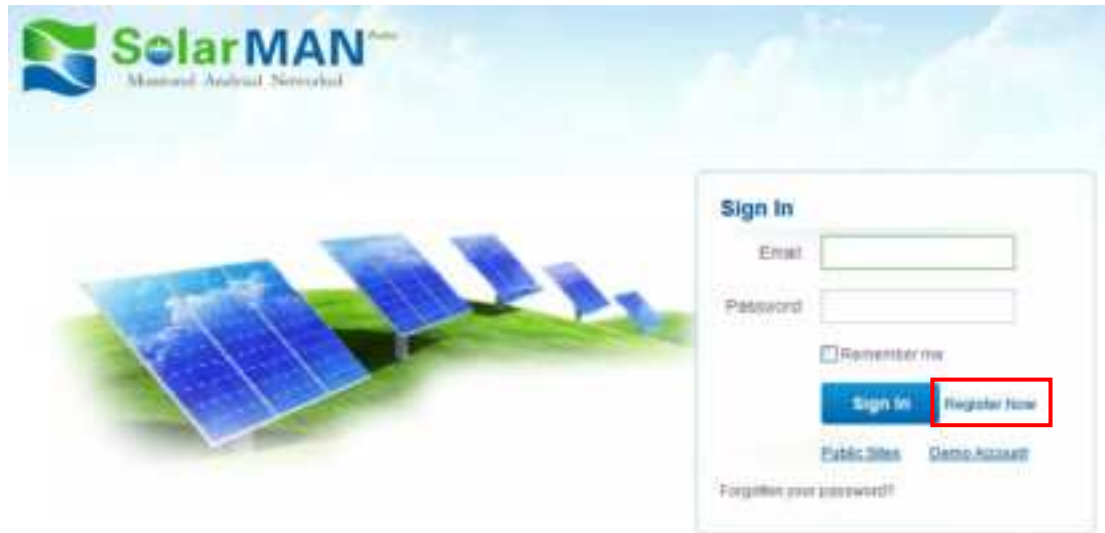 SolarMAN
Sign In
Email
Password
Remember me
Sign In
Register Now
Public Sites
Demo Account
Forgotten your password?